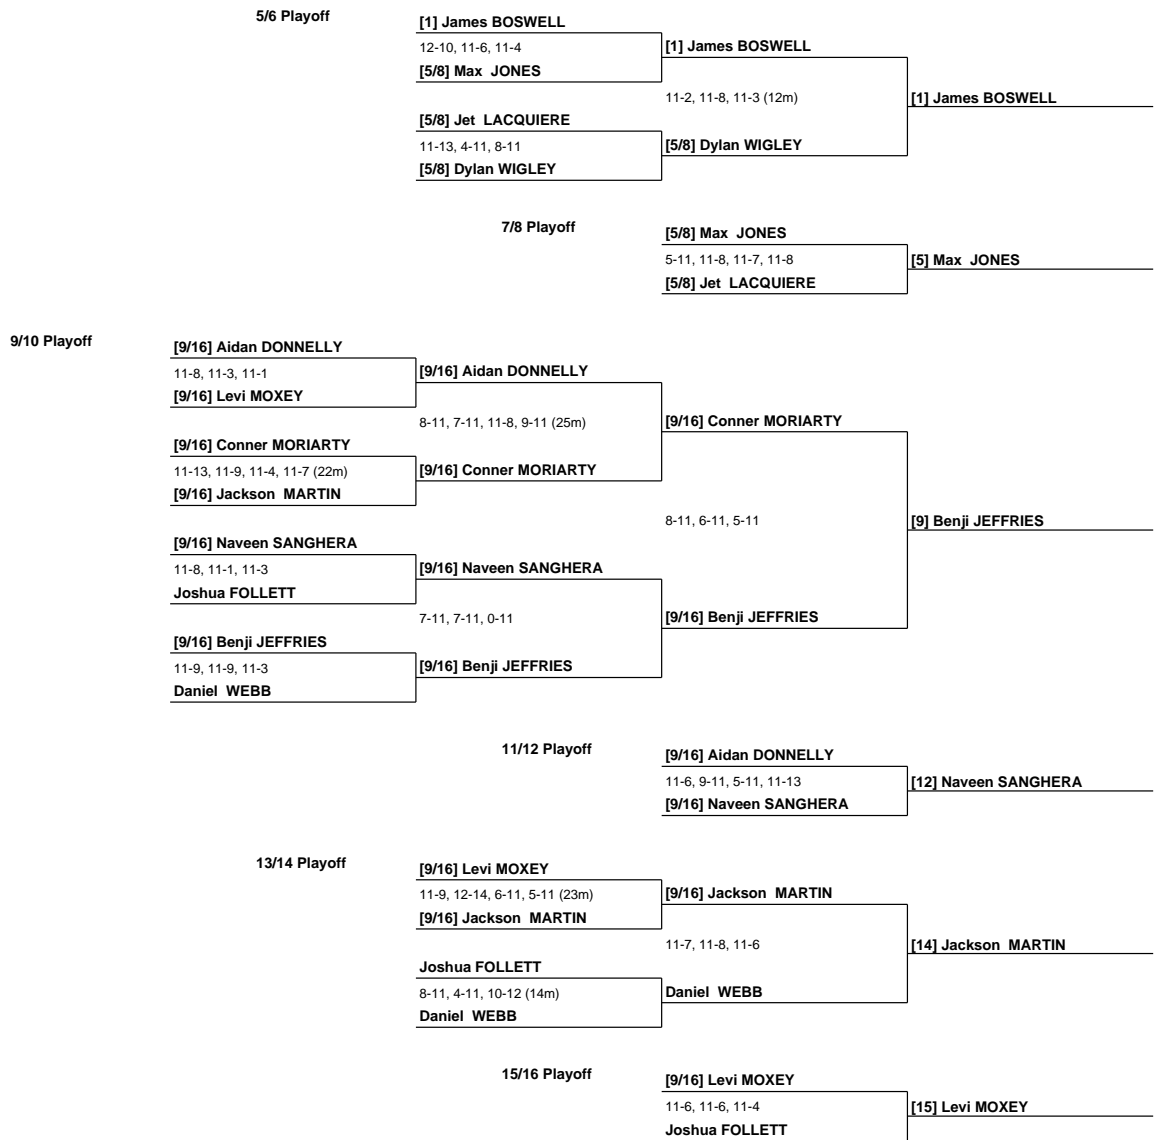 5/6 Playoff
[1] James BOSWELL
12-10, 11-6, 11-4
[5/8] Max JONES
[1] James BOSWELL
11-2, 11-8, 11-3 (12m)
[1] James BOSWELL
[5/8] Jet LACQUIERE
11-13, 4-11, 8-11
[5/8] Dylan WIGLEY
[5/8] Dylan WIGLEY
7/8 Playoff
[5/8] Max JONES
5-11, 11-8, 11-7, 11-8
[5/8] Jet LACQUIERE
[5] Max JONES
9/10 Playoff
[9/16] Aidan DONNELLY
11-8, 11-3, 11-1
[9/16] Levi MOXEY
[9/16] Aidan DONNELLY
8-11, 7-11, 11-8, 9-11 (25m)
[9/16] Conner MORIARTY
[9/16] Conner MORIARTY
11-13, 11-9, 11-4, 11-7 (22m)
[9/16] Jackson MARTIN
[9/16] Conner MORIARTY
8-11, 6-11, 5-11
[9] Benji JEFFRIES
[9/16] Naveen SANGHERA
11-8, 11-1, 11-3
Joshua FOLLETT
[9/16] Naveen SANGHERA
7-11, 7-11, 0-11
[9/16] Benji JEFFRIES
[9/16] Benji JEFFRIES
11-9, 11-9, 11-3
Daniel WEBB
[9/16] Benji JEFFRIES
11/12 Playoff
[9/16] Aidan DONNELLY
11-6, 9-11, 5-11, 11-13
[9/16] Naveen SANGHERA
[12] Naveen SANGHERA
13/14 Playoff
[9/16] Levi MOXEY
11-9, 12-14, 6-11, 5-11 (23m)
[9/16] Jackson MARTIN
[9/16] Jackson MARTIN
11-7, 11-8, 11-6
[14] Jackson MARTIN
Joshua FOLLETT
8-11, 4-11, 10-12 (14m)
Daniel WEBB
Daniel WEBB
15/16 Playoff
[9/16] Levi MOXEY
11-6, 11-6, 11-4
Joshua FOLLETT
[15] Levi MOXEY